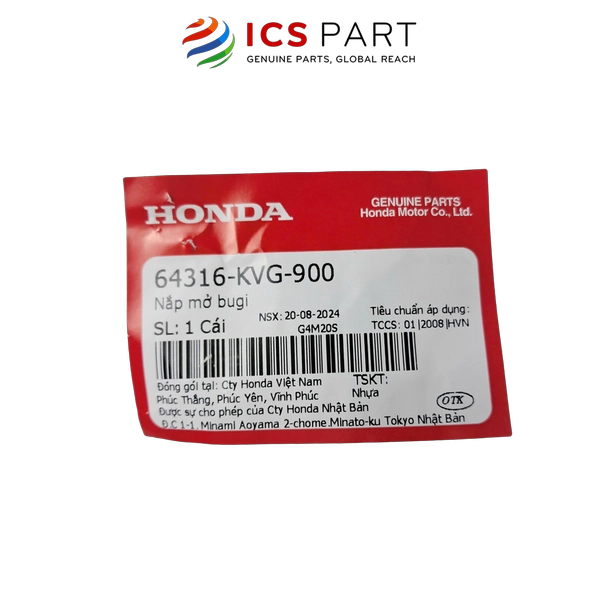 ICS PART
GENUINE PARTS, GLOBAL REACH
HONDA
GENUINE PARTS
Honda Motor Co., Ltd.
64316-KVG-900
Nắp mở bugi
SL: 1 Cái
NSX: 20-08-2024
G4M20S
Tiêu chuẩn áp dụng:
TCCS: 01|2008|HVN
Đóng gói tại: Cty Honda Việt Nam
Phúc Thắng, Phúc Yên, Vĩnh Phúc
TSKT:
Nhựa
Được sự cho phép của Cty Honda Nhật Bản
Đ.C 1-1, Minami Aoyama 2-chome.Minato-ku Tokyo Nhật Bản
OTK